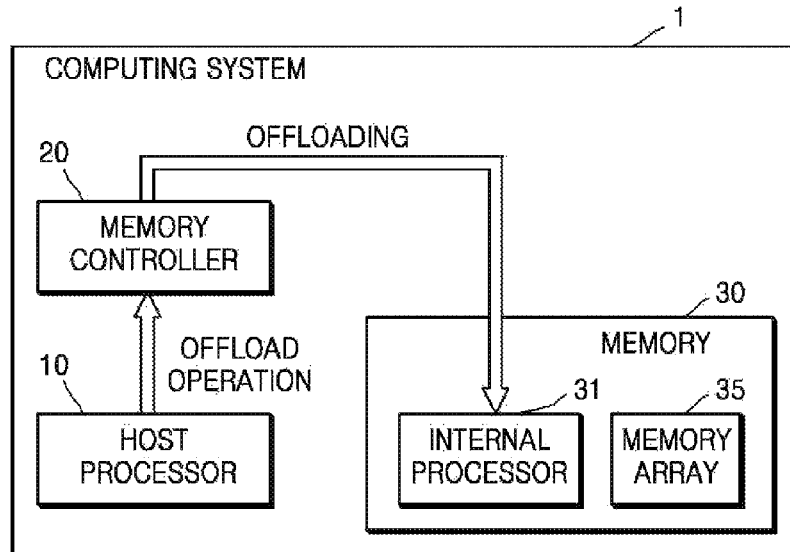 1
COMPUTING SYSTEM
OFFLOADING
20
MEMORY
CONTROLLER
30
MEMORY
10
OFFLOAD
OPERATION
31
35
HOST
PROCESSOR
INTERNAL
PROCESSOR
MEMORY
ARRAY